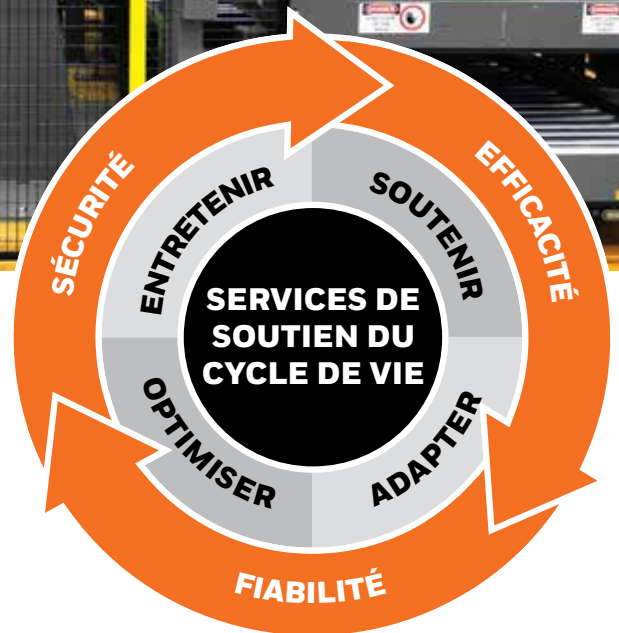 SÉCURITÉ
EFFICACITÉ
FIABILITÉ
ENTRETENIR
SOUTENIR
ADAPTER
OPTIMISER
SERVICES DE
SOUTIEN DU
CYCLE DE VIE